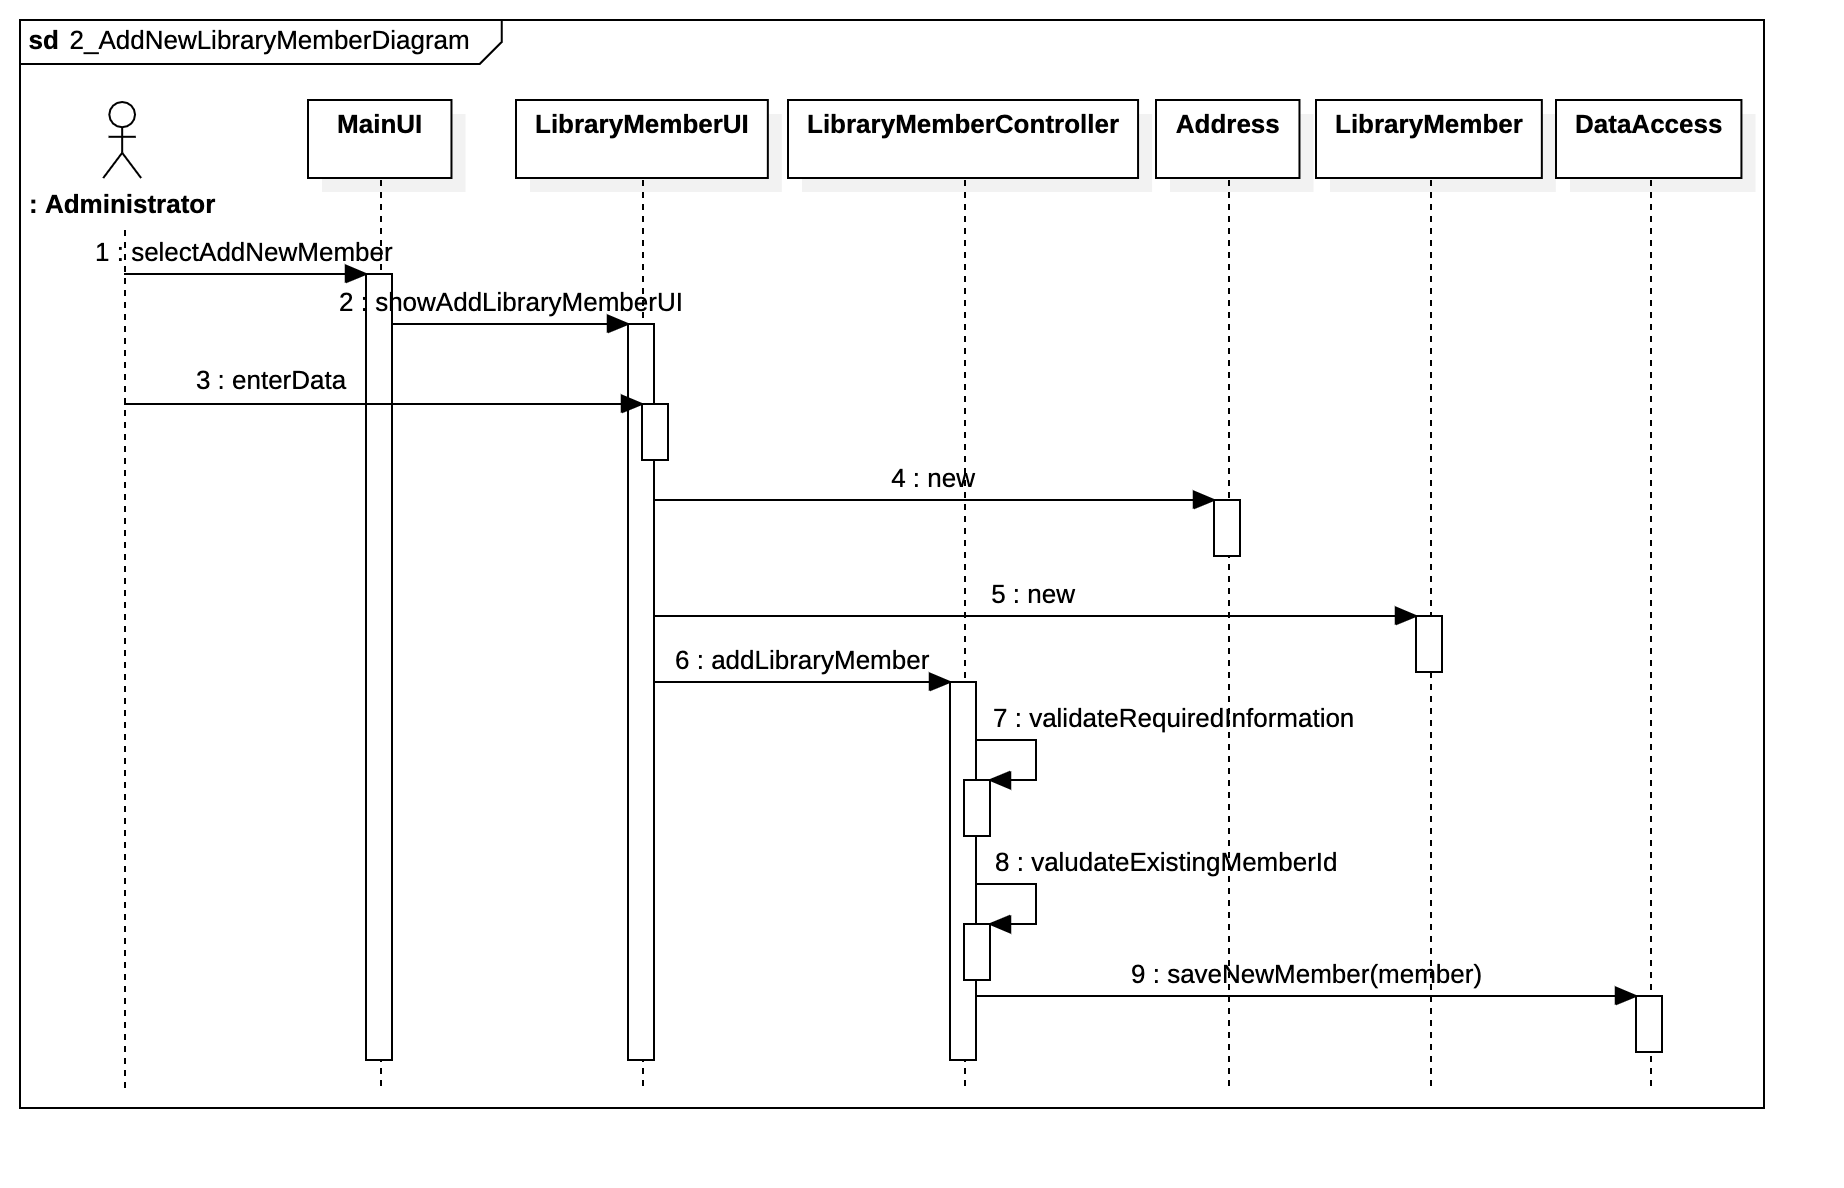 sd 2_AddNewLibraryMemberDiagram
MainUI
LibraryMemberUI
LibraryMemberController
Address
LibraryMember
DataAccess
: Administrator
1 : selectAddNewMember
2 : showAddLibraryMemberUI
3 : enterData
4 : new
5 : new
6 : addLibraryMember
7 : validateRequiredInformation
8 : valudateExistingMemberId
9 : saveNewMember(member)